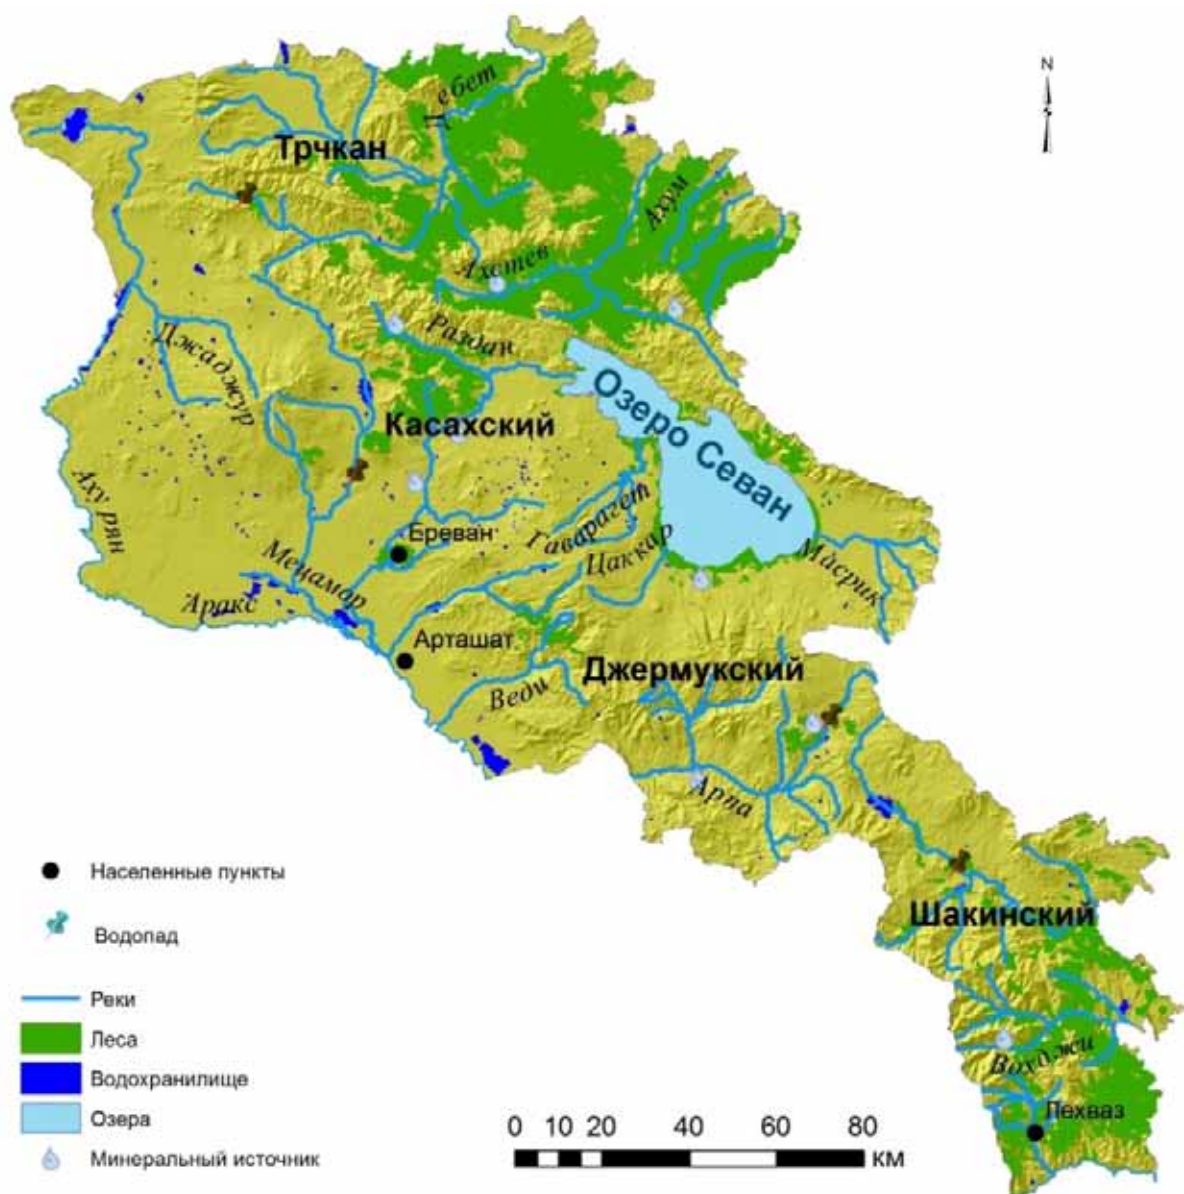 N
Дебет
Трчкан
Ахум
Ахстев
Раздан
Джаджур
Озеро Севан
Касахский
Ахурян
Гаварагет
Ереван
Цаккар
Мецамор
Масрик
Аракс
Арташат
Джермукский
Веди
Арпа
Населенные пункты
Шакинский
Водопад
Реки
Леса
Вохджи
Водохранилище
Лехваз
Озера
0 10 20 40 60 80
км
Минеральный источник